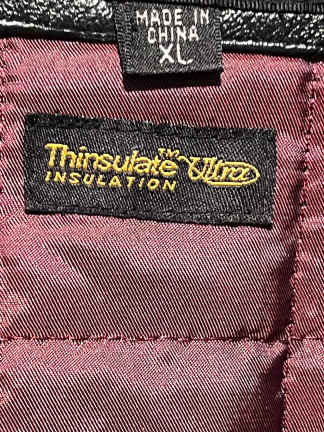 MADE IN
CHINA
XL
Thinsulate™ Ultra
INSULATION